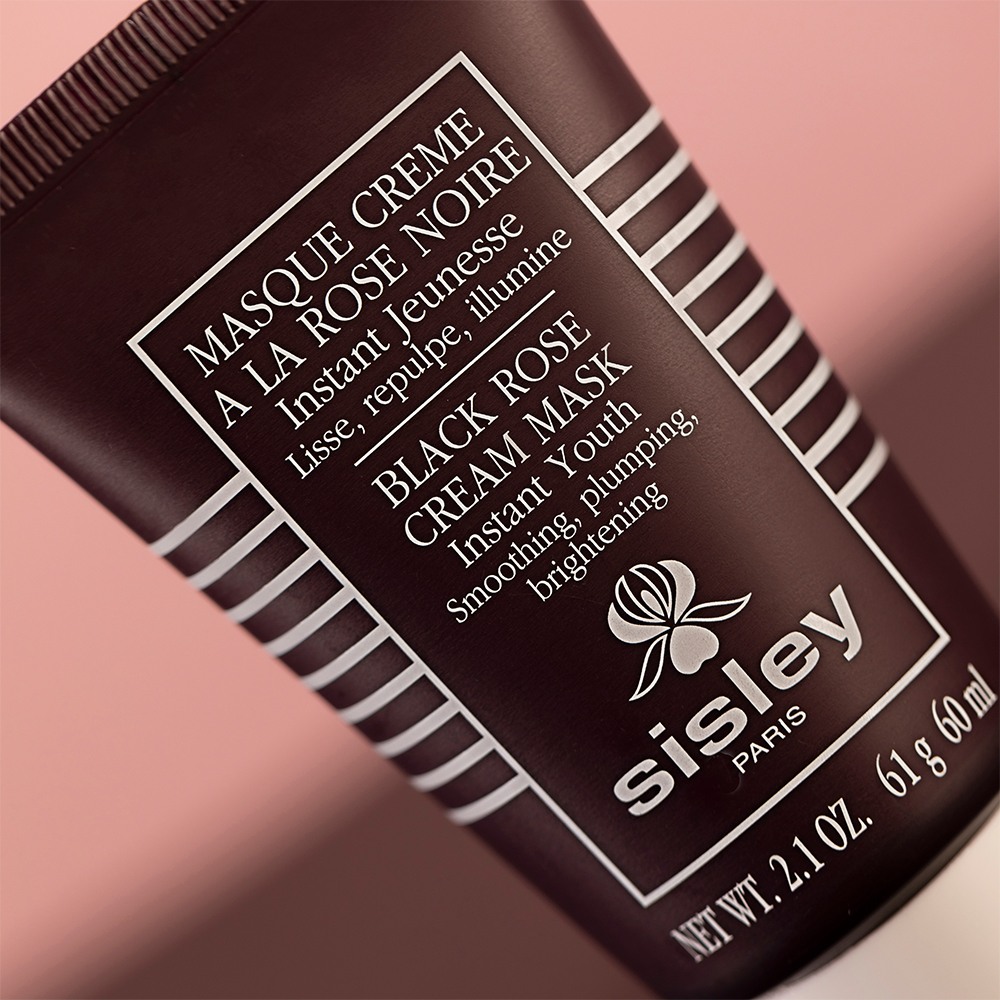 MASQUE CREME
A LA ROSE NOIRE
Instant Jeunesse
Lisse, repulpe, illumine
BLACK ROSE
CREAM MASK
Instant Youth
Smoothing, plumping,
brightening
sisley
PARIS
NET WT. 2.1 OZ. 61 g 60 ml